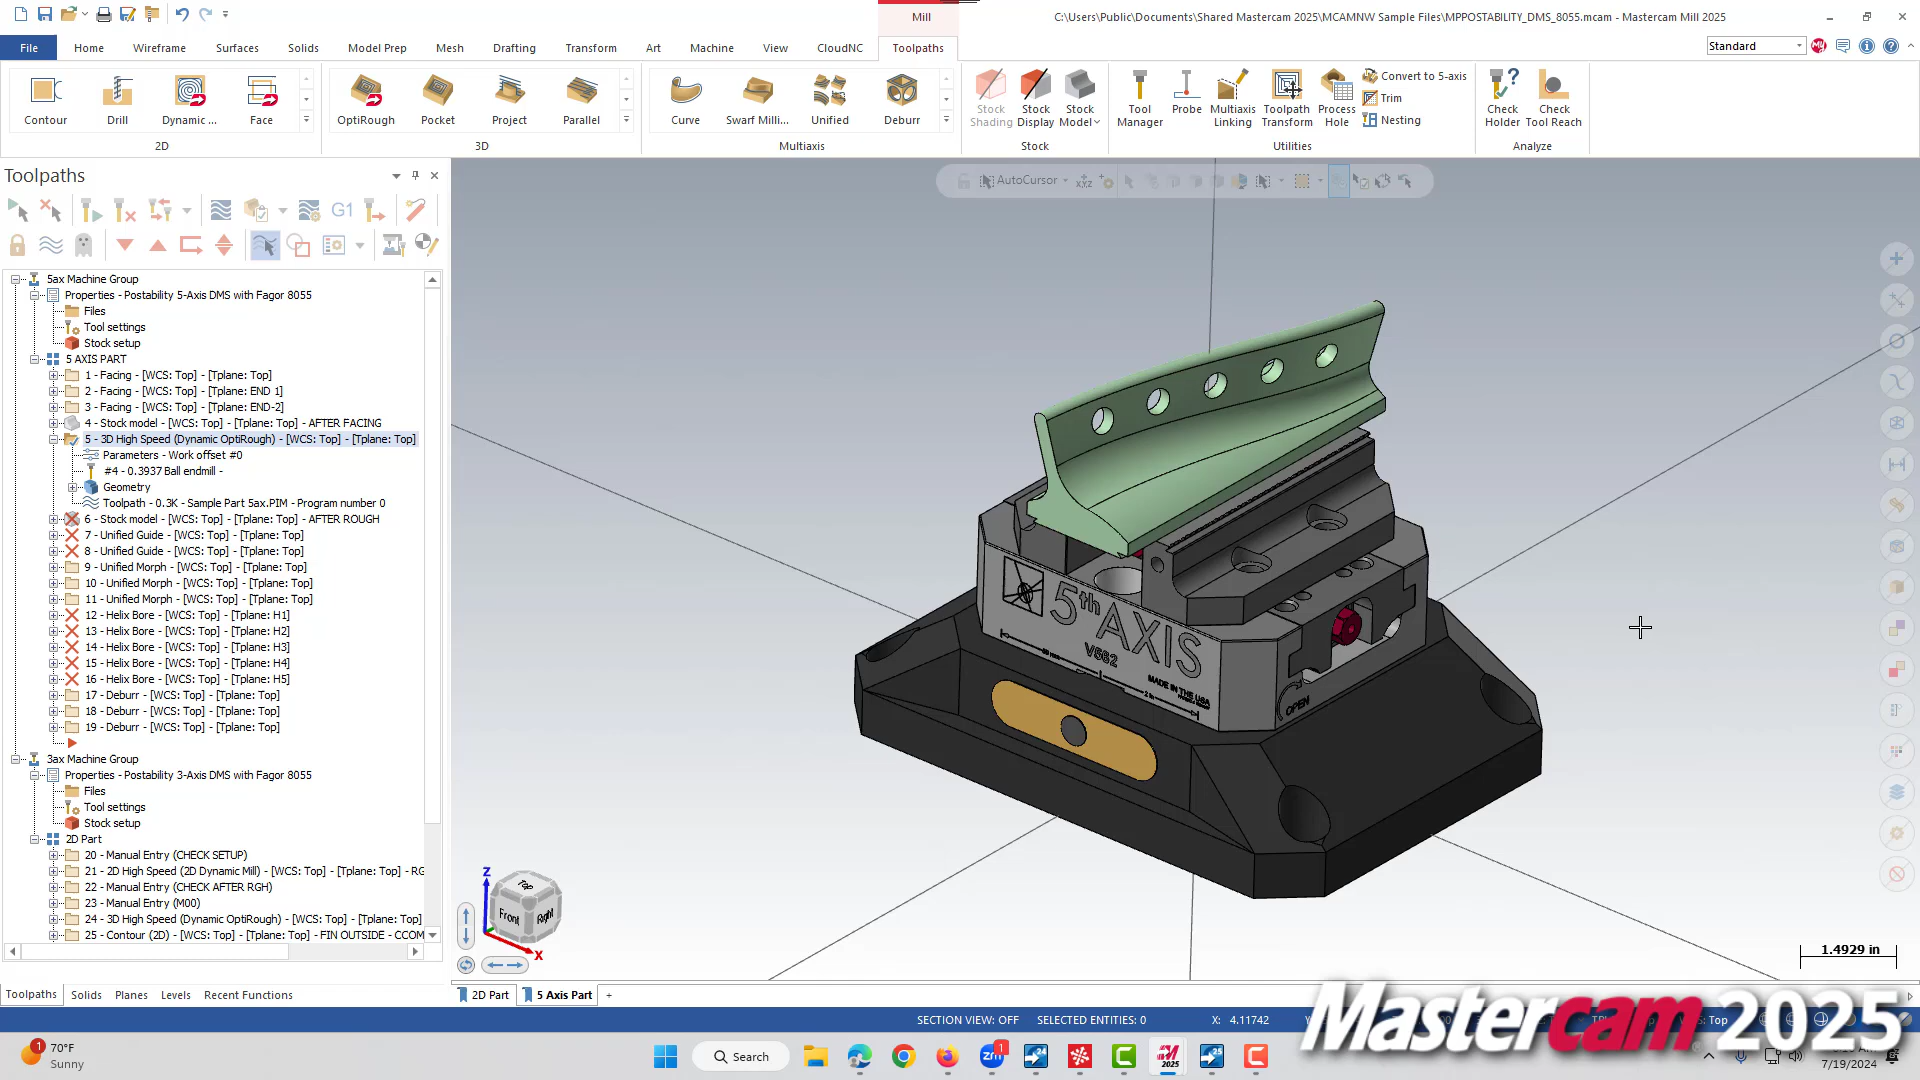 Mill
C:\Users\Public\Documents\Shared Mastercam 2025\MCAMNW Sample Files\MPPOSTABILITY_DMS_8055.mcam - Mastercam Mill 2025
File Home Wireframe Surfaces Solids Model Prep Mesh Drafting Transform Art Machine View CloudNC Toolpaths
Standard
Contour Drill Dynamic ... Face
2D
OptiRough Pocket Project Parallel
3D
Curve Swarf Milli... Unified Deburr
Multiaxis
Stock Shading Stock Display Stock Model
Stock
Tool Manager Probe Multiaxis Linking Toolpath Transform Process Hole
Convert to 5-axis
Trim
Nesting
Utilities
Check Holder Check Tool Reach
Analyze
Toolpaths
AutoCursor
G1
5ax Machine Group
Properties - Postability 5-Axis DMS with Fagor 8055
Files
Tool settings
Stock setup
5 AXIS PART
1 - Facing - [WCS: Top] - [Tplane: Top]
2 - Facing - [WCS: Top] - [Tplane: END 1]
3 - Facing - [WCS: Top] - [Tplane: END-2]
4 - Stock model - [WCS: Top] - [Tplane: Top] - AFTER FACING
5 - 3D High Speed (Dynamic OptiRough) - [WCS: Top] - [Tplane: Top]
Parameters - Work offset #0
#4 - 0.3937 Ball endmill -
Geometry
Toolpath - 0.3K - Sample Part 5ax.PIM - Program number 0
6 - Stock model - [WCS: Top] - [Tplane: Top] - AFTER ROUGH
7 - Unified Guide - [WCS: Top] - [Tplane: Top]
8 - Unified Guide - [WCS: Top] - [Tplane: Top]
9 - Unified Morph - [WCS: Top] - [Tplane: Top]
10 - Unified Morph - [WCS: Top] - [Tplane: Top]
11 - Unified Morph - [WCS: Top] - [Tplane: Top]
12 - Helix Bore - [WCS: Top] - [Tplane: H1]
13 - Helix Bore - [WCS: Top] - [Tplane: H2]
14 - Helix Bore - [WCS: Top] - [Tplane: H3]
15 - Helix Bore - [WCS: Top] - [Tplane: H4]
16 - Helix Bore - [WCS: Top] - [Tplane: H5]
17 - Deburr - [WCS: Top] - [Tplane: Top]
18 - Deburr - [WCS: Top] - [Tplane: Top]
19 - Deburr - [WCS: Top] - [Tplane: Top]
3ax Machine Group
Properties - Postability 3-Axis DMS with Fagor 8055
Files
Tool settings
Stock setup
2D Part
20 - Manual Entry (CHECK SETUP)
21 - 2D High Speed (2D Dynamic Mill) - [WCS: Top] - [Tplane: Top] - RG
22 - Manual Entry (CHECK AFTER RGH)
23 - Manual Entry (M00)
24 - 3D High Speed (Dynamic OptiRough) - [WCS: Top] - [Tplane: Top]
25 - Contour (2D) - [WCS: Top] - [Tplane: Top] - FIN OUTSIDE - CCOM
5th AXIS
V562
MADE IN THE USA
2 in
OPEN
Z
Top
Front
Right
X
1.4929 in
Toolpaths Solids Planes Levels Recent Functions
2D Part 5 Axis Part +
SECTION VIEW: OFF SELECTED ENTITIES: 0 X: 4.11742
Mastercam 2025
1
70°F
Sunny
Search
zm
1
24
2025
25
7/19/2024